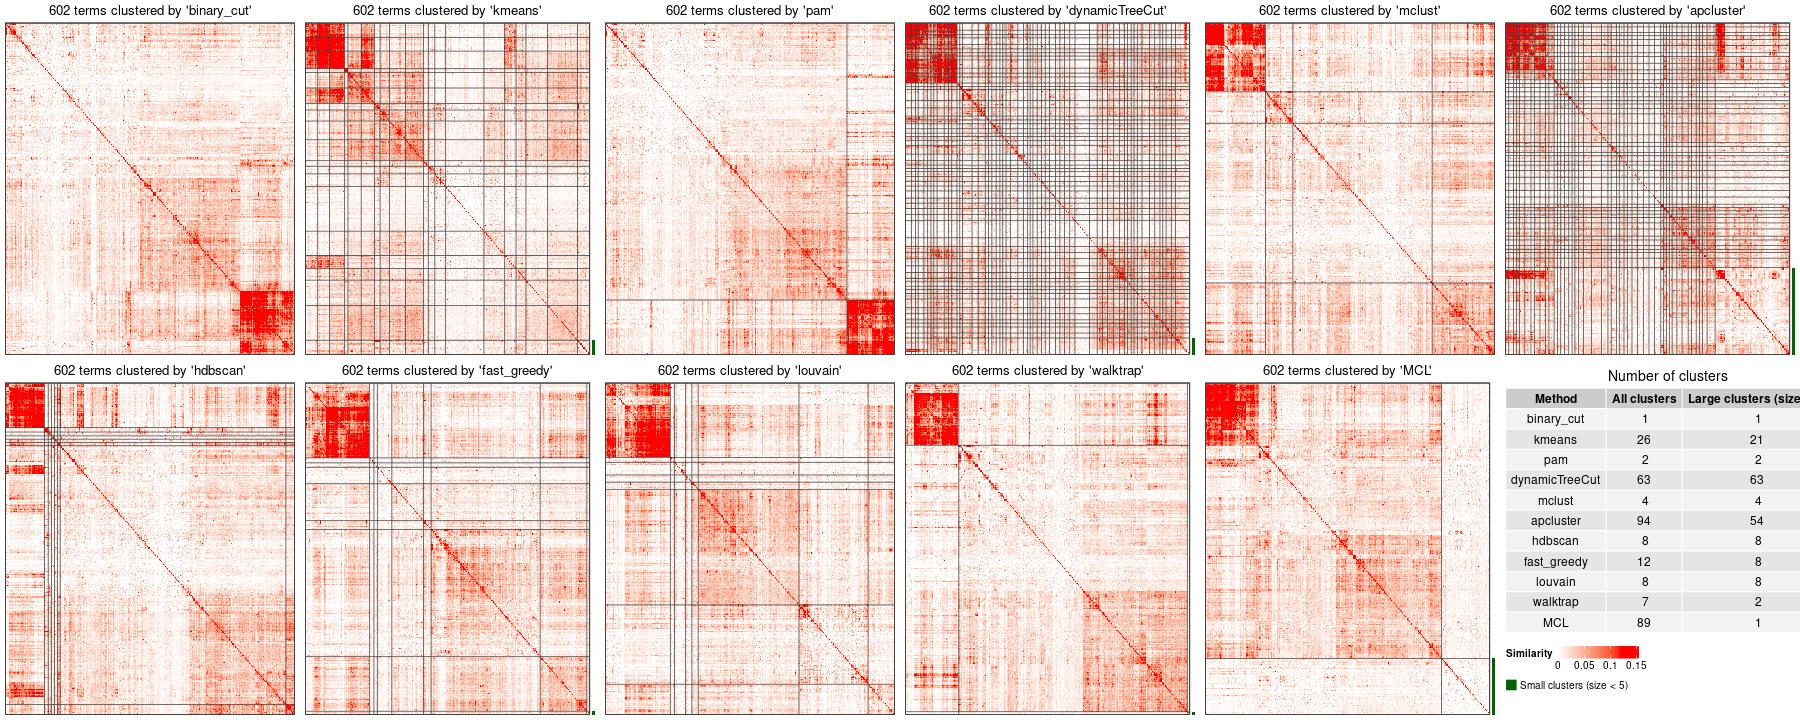 602 terms clustered by 'binary_cut'
602 terms clustered by 'kmeans'
602 terms clustered by 'pam'
602 terms clustered by 'dynamicTreeCut'
602 terms clustered by 'mclust'
602 terms clustered by 'apcluster'
602 terms clustered by 'hdbscan'
602 terms clustered by 'fast_greedy'
602 terms clustered by 'louvain'
602 terms clustered by 'walktrap'
602 terms clustered by 'MCL'
Number of clusters
Method All clusters Large clusters (size
binary_cut 1 1
kmeans 26 21
pam 2 2
dynamicTreeCut 63 63
mclust 4 4
apcluster 94 54
hdbscan 8 8
fast_greedy 12 8
louvain 8 8
walktrap 7 2
MCL 89 1
Similarity
0 0.05 0.1 0.15
Small clusters (size < 5)